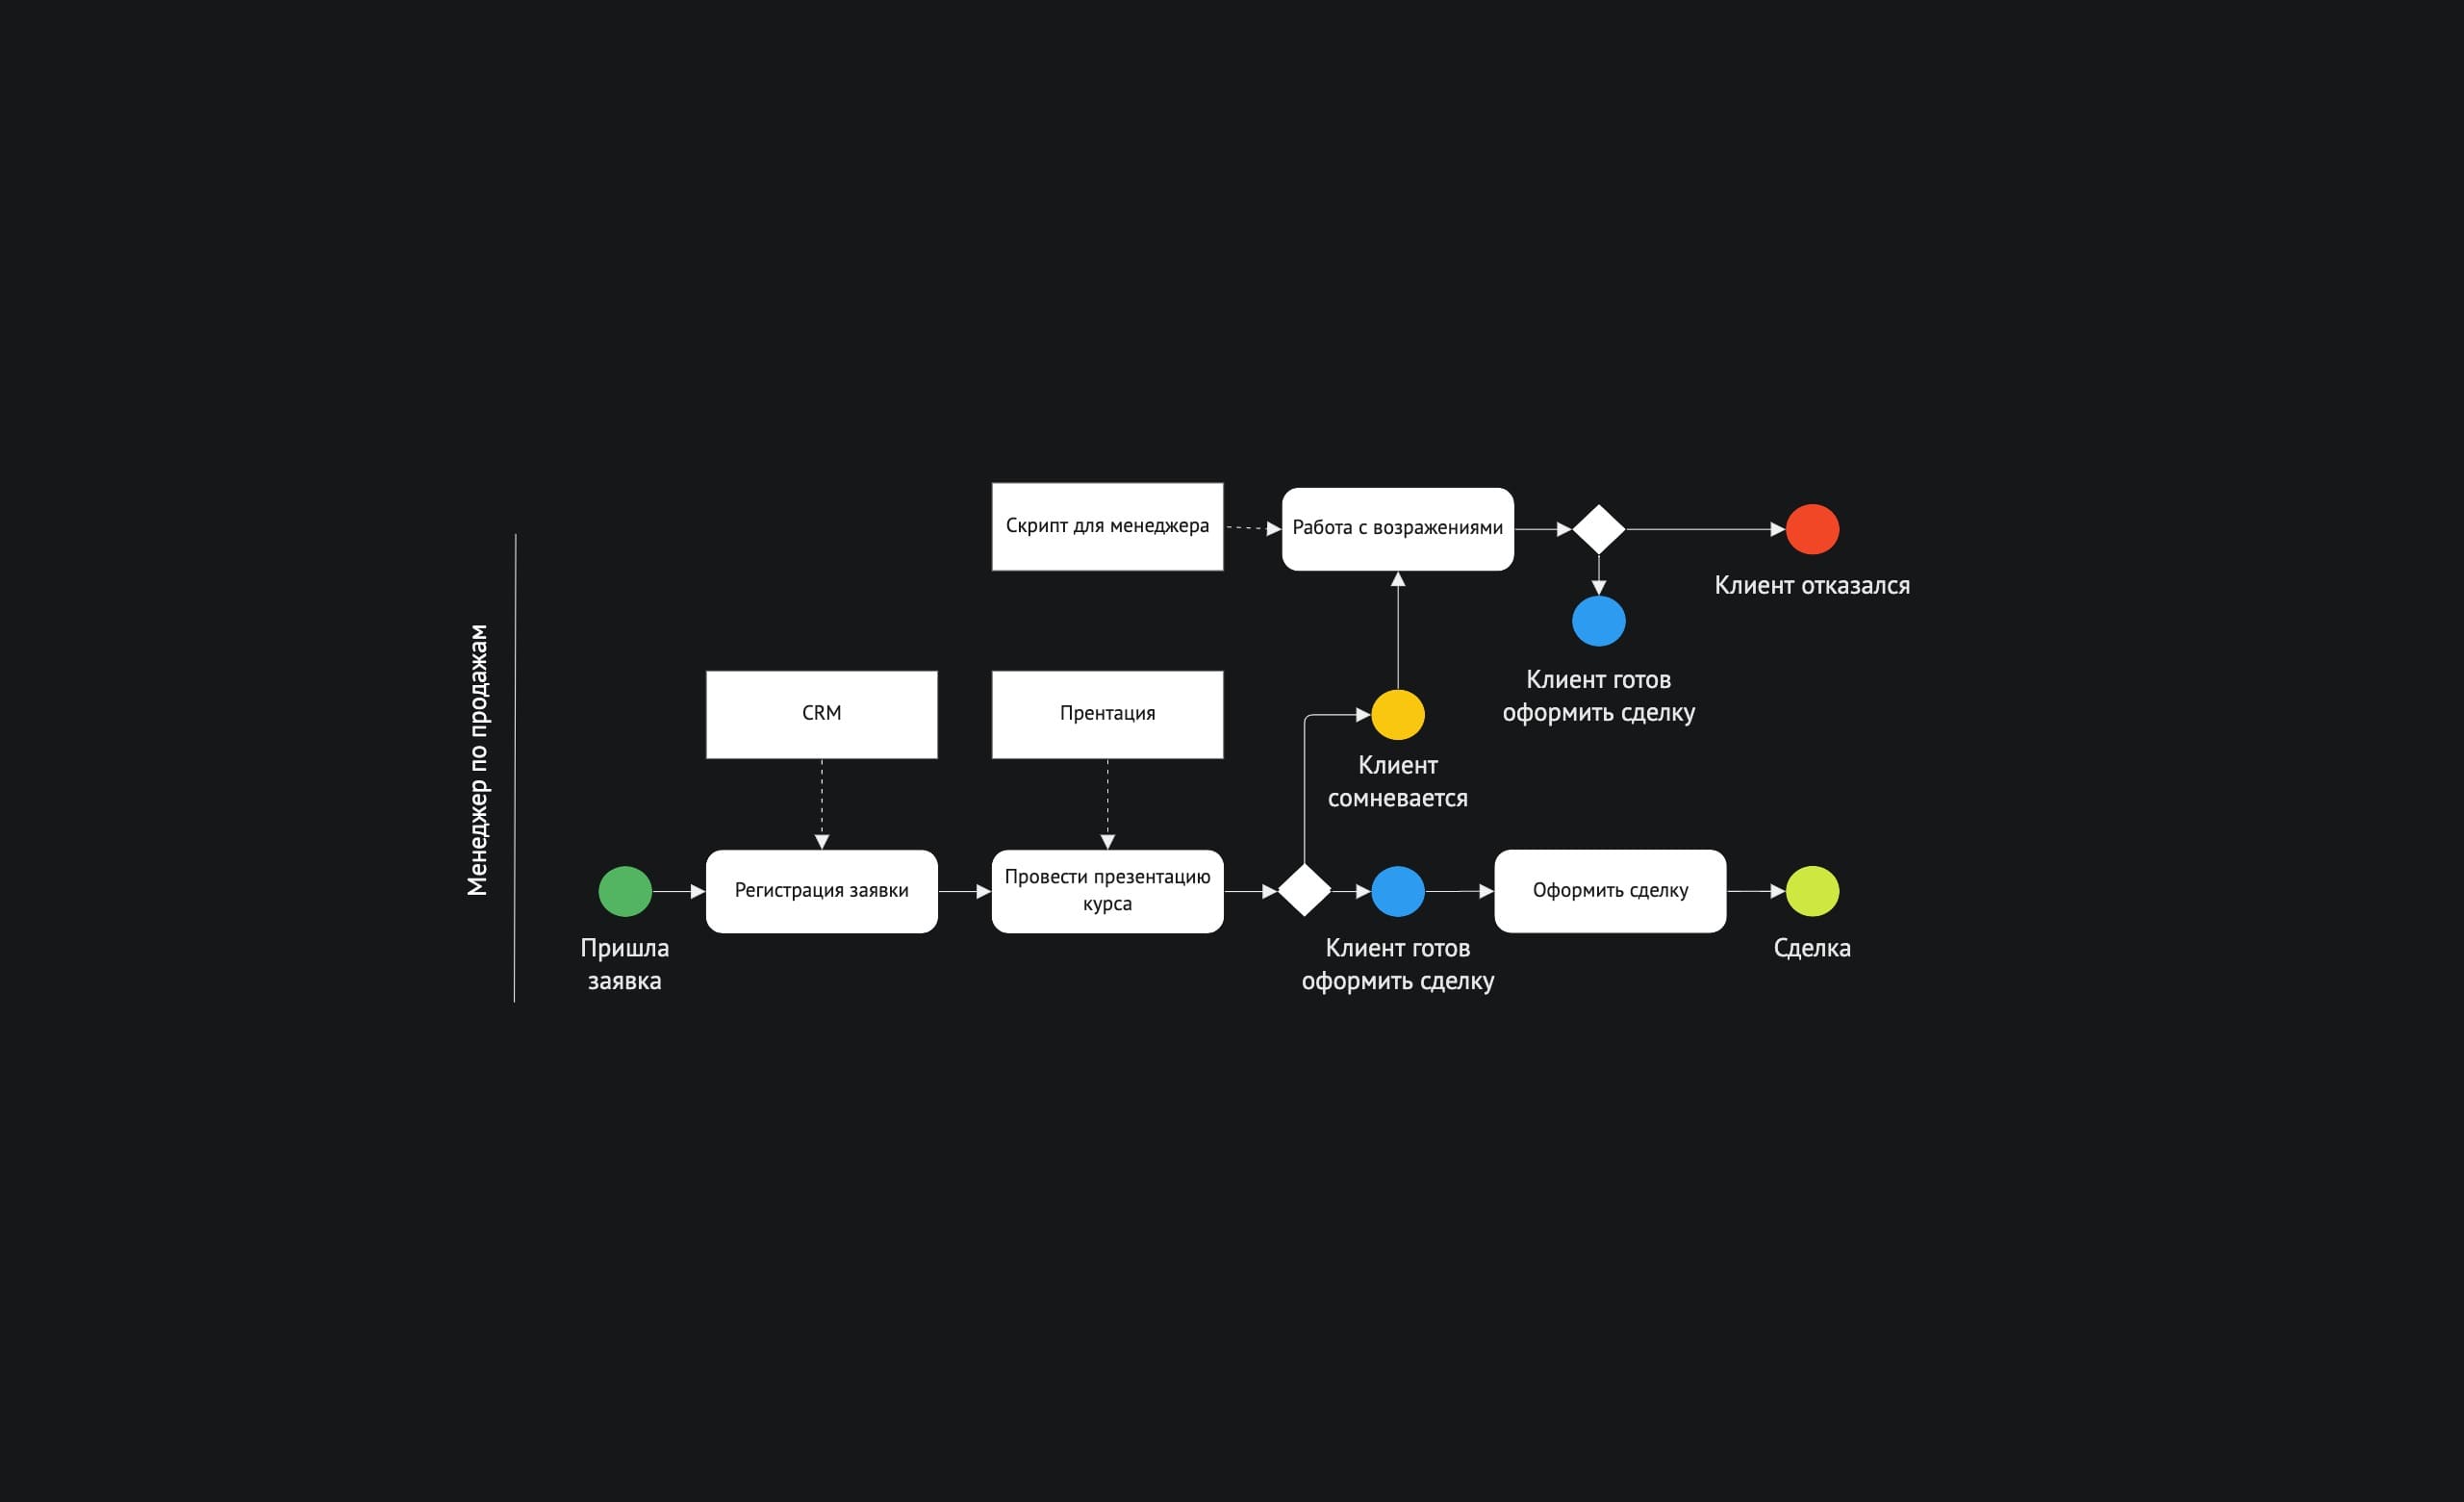 Менеджер по продажам
Скрипт для менеджера
Работа с возражениями
Клиент отказался
Клиент готов
оформить сделку
CRM
Прентация
Клиент
сомневается
Регистрация заявки
Провести презентацию
курса
Оформить сделку
Пришла
заявка
Клиент готов
оформить сделку
Сделка